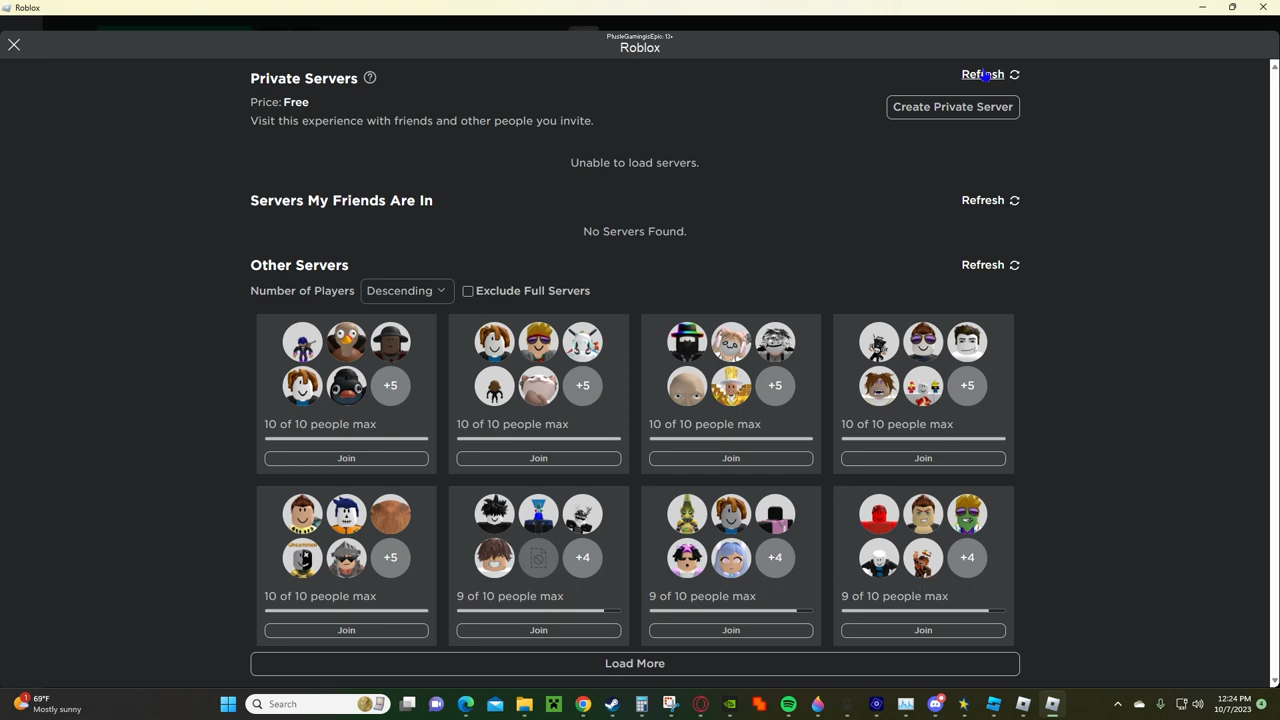 Roblox
PlusleGamingisEpic: 13+
Roblox
Private Servers
Refresh
Price: Free
Create Private Server
Visit this experience with friends and other people you invite.
Unable to load servers.
Servers My Friends Are In
Refresh
No Servers Found.
Other Servers
Refresh
Number of Players Descending Exclude Full Servers
+5 +5 +5 +5
10 of 10 people max 10 of 10 people max 10 of 10 people max 10 of 10 people max
Join Join Join Join
+5 +4 +4 +4
10 of 10 people max 9 of 10 people max 9 of 10 people max 9 of 10 people max
Join Join Join Join
Load More
1 69°F
Mostly sunny
Search
12:24 PM
10/7/2023
4